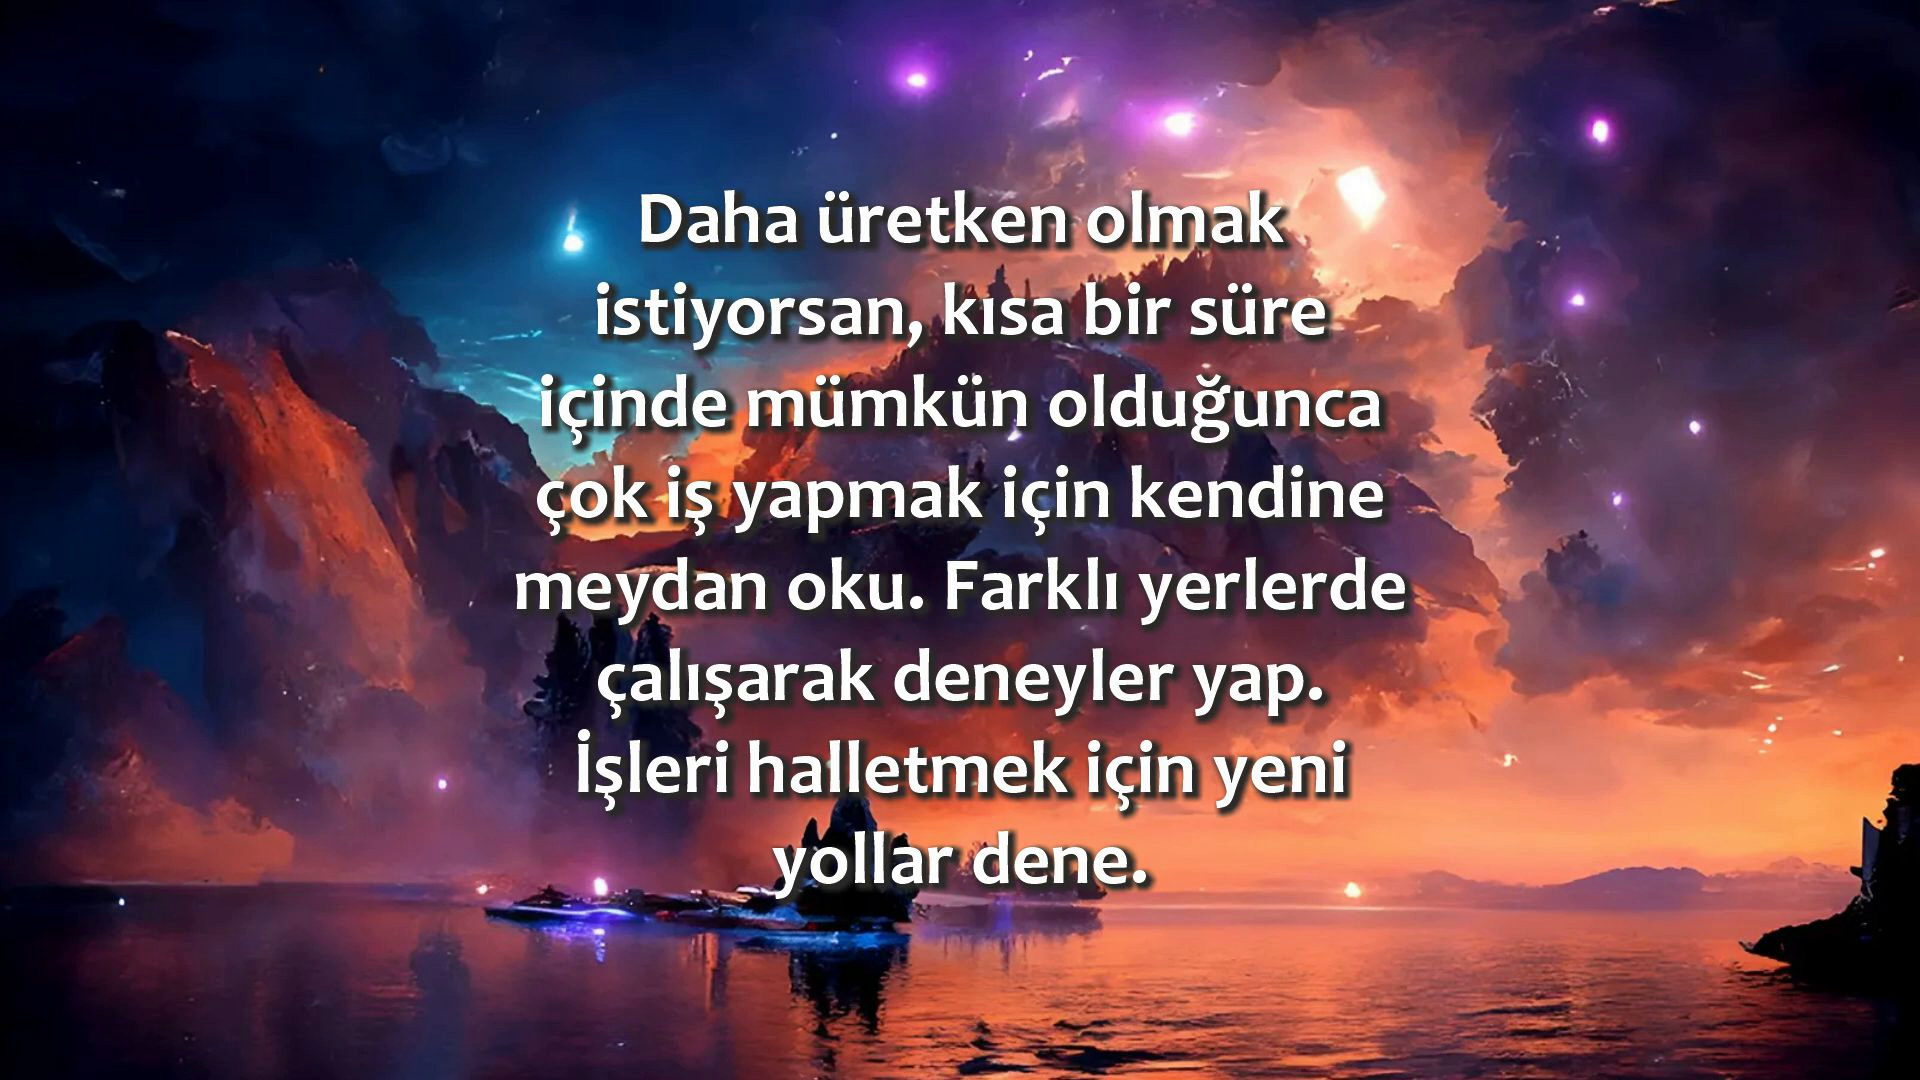 Daha üretken olmak
istiyorsan, kısa bir süre
içinde mümkün olduğunca
çok iş yapmak için kendine
meydan oku. Farklı yerlerde
çalışarak deneyler yap.
İşleri halletmek için yeni
yollar dene.